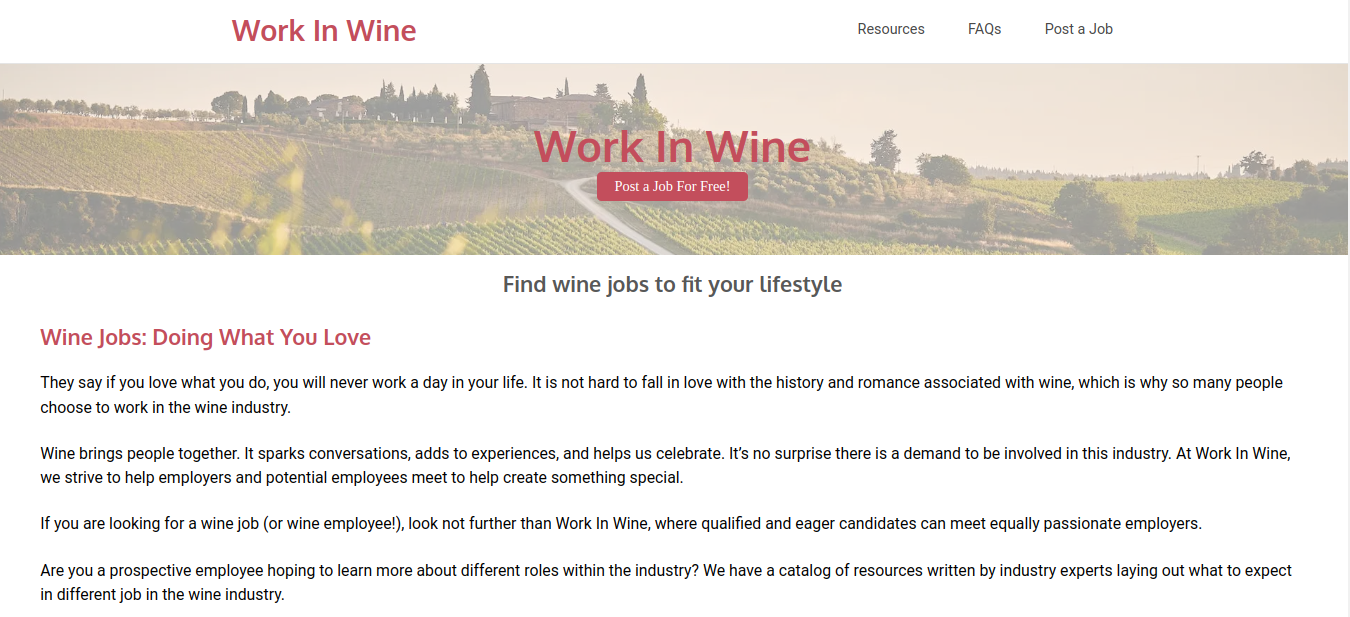 Work In Wine
Resources FAQs Post a Job
Work In Wine
Post a Job For Free!
Find wine jobs to fit your lifestyle
Wine Jobs: Doing What You Love
They say if you love what you do, you will never work a day in your life. It is not hard to fall in love with the history and romance associated with wine, which is why so many people
choose to work in the wine industry.
Wine brings people together. It sparks conversations, adds to experiences, and helps us celebrate. It’s no surprise there is a demand to be involved in this industry. At Work In Wine,
we strive to help employers and potential employees meet to help create something special.
If you are looking for a wine job (or wine employee!), look not further than Work In Wine, where qualified and eager candidates can meet equally passionate employers.
Are you a prospective employee hoping to learn more about different roles within the industry? We have a catalog of resources written by industry experts laying out what to expect
in different job in the wine industry.